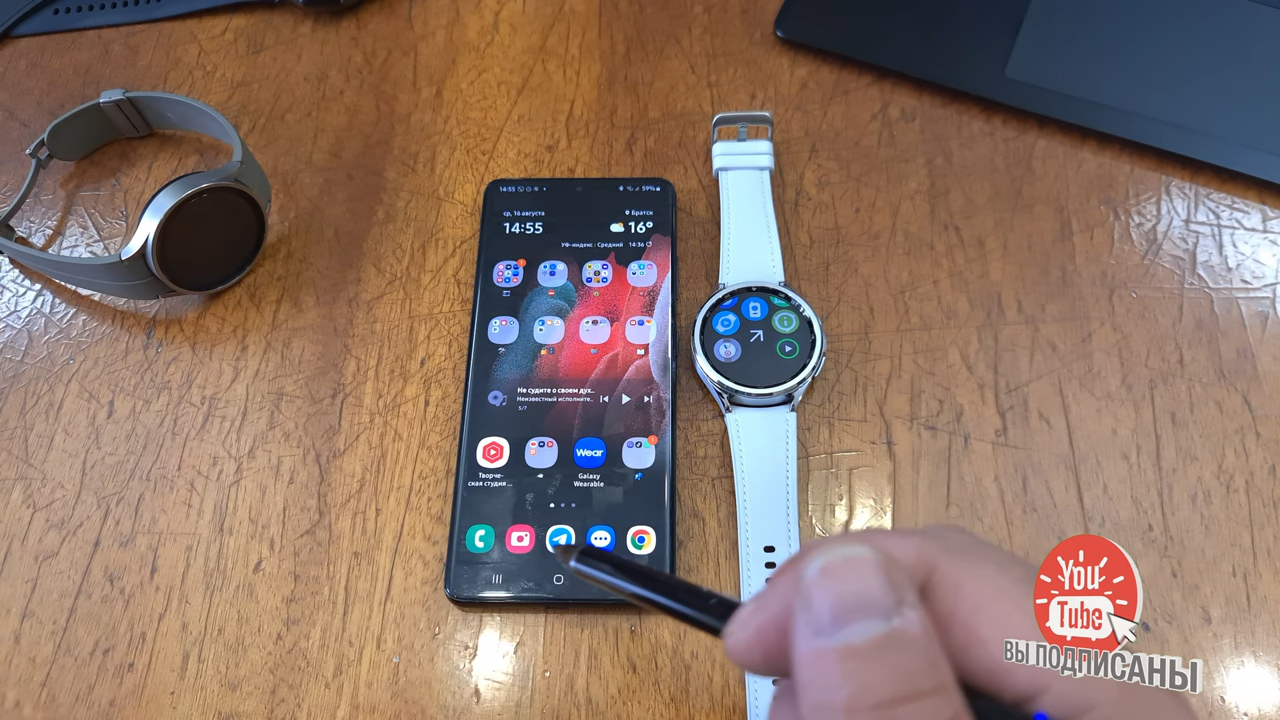 14:55
59%
ср, 16 августа
Братск
14:55
16°
УФ-индекс : Средний 14:36
Не судите о своем дух..
Неизвестный исполните..
5/7
Wear
Творче-
ская студия ...
Galaxy
Wearable
You
Tube
ВЫ ПОДПИСАНЫ